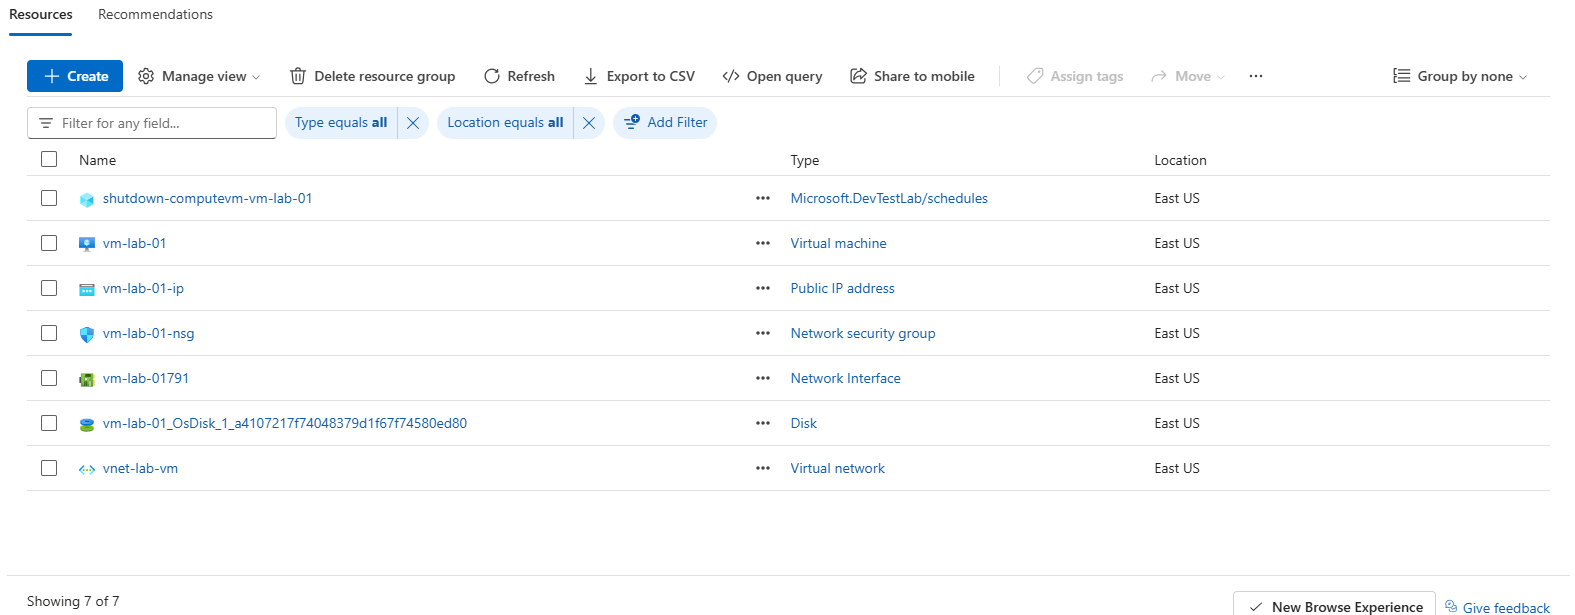 Resources Recommendations
Create Manage view Delete resource group Refresh Export to CSV Open query Share to mobile Assign tags Move ··· Group by none
Filter for any field... Type equals all Location equals all Add Filter
Name Type Location
shutdown-computevm-vm-lab-01 ••• Microsoft.DevTestLab/schedules East US
vm-lab-01 ••• Virtual machine East US
vm-lab-01-ip ••• Public IP address East US
vm-lab-01-nsg ••• Network security group East US
vm-lab-01791 ••• Network Interface East US
vm-lab-01_OsDisk_1_a4107217f74048379d1f67f74580ed80 ••• Disk East US
vnet-lab-vm ••• Virtual network East US
Showing 7 of 7 New Browse Experience Give feedback